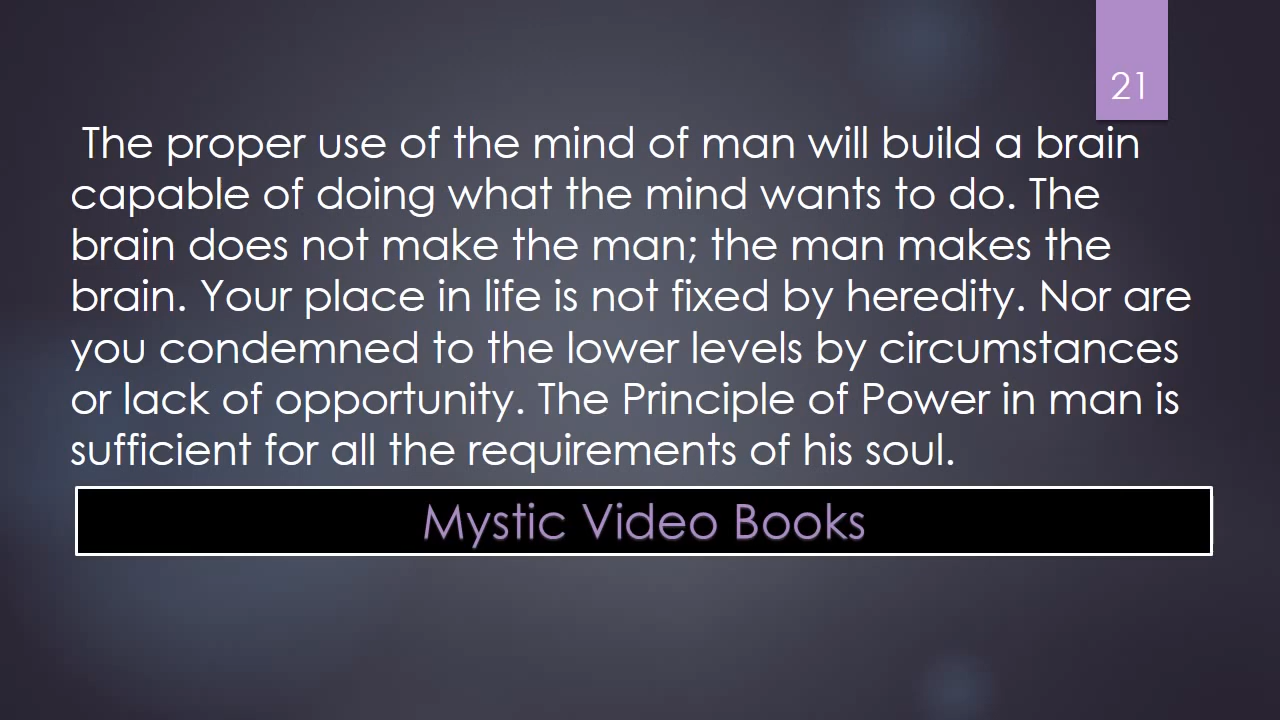 21
The proper use of the mind of man will build a brain
capable of doing what the mind wants to do. The
brain does not make the man; the man makes the
brain. Your place in life is not fixed by heredity. Nor are
you condemned to the lower levels by circumstances
or lack of opportunity. The Principle of Power in man is
sufficient for all the requirements of his soul.
Mystic Video Books